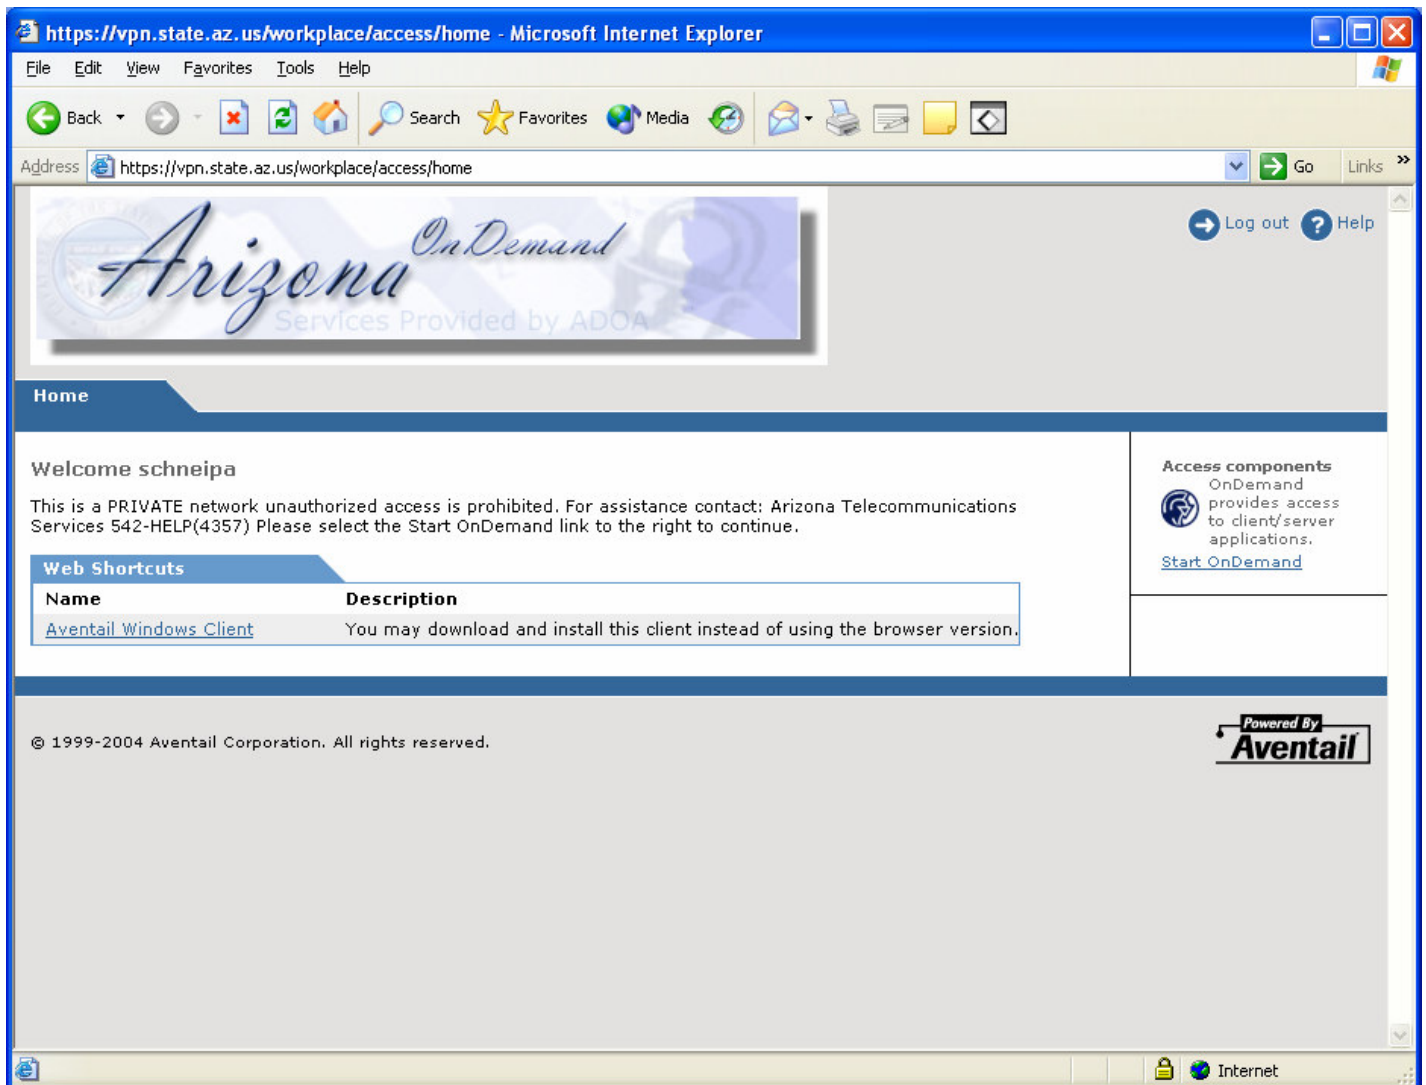 https://vpn.state.az.us/workplace/access/home - Microsoft Internet Explorer
File Edit View Favorites Tools Help
Back Search Favorites Media
Address https://vpn.state.az.us/workplace/access/home Go Links »
Arizona OnDemand
Services Provided by ADOA
Log out ? Help
Home
Welcome schneipa
This is a PRIVATE network unauthorized access is prohibited. For assistance contact: Arizona Telecommunications
Services 542-HELP(4357) Please select the Start OnDemand link to the right to continue.
Web Shortcuts
Name Description
Aventail Windows Client You may download and install this client instead of using the browser version.
Access components
OnDemand
provides access
to client/server
applications.
Start OnDemand
© 1999-2004 Aventail Corporation. All rights reserved.
Powered By
Aventail
Internet